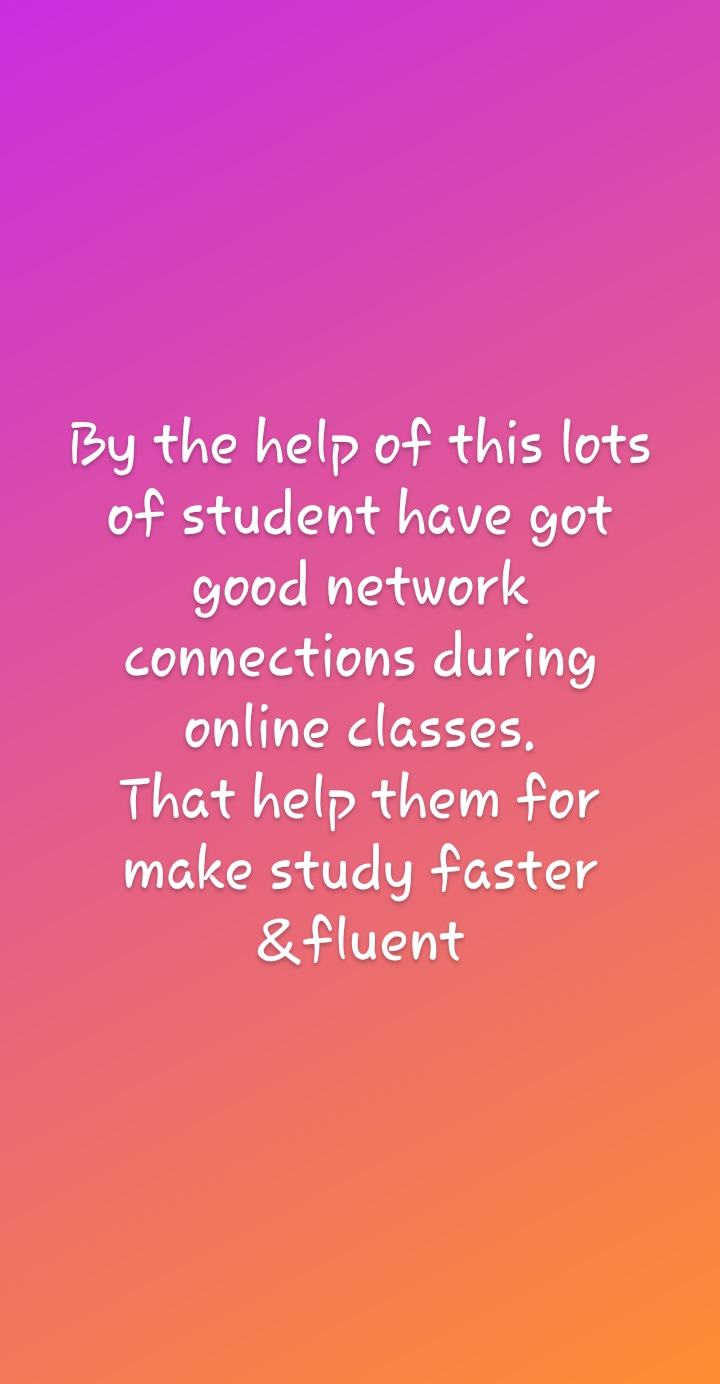 By the help of this lots
of student have got
good network
connections during
online classes.
That help them for
make study faster
&fluent